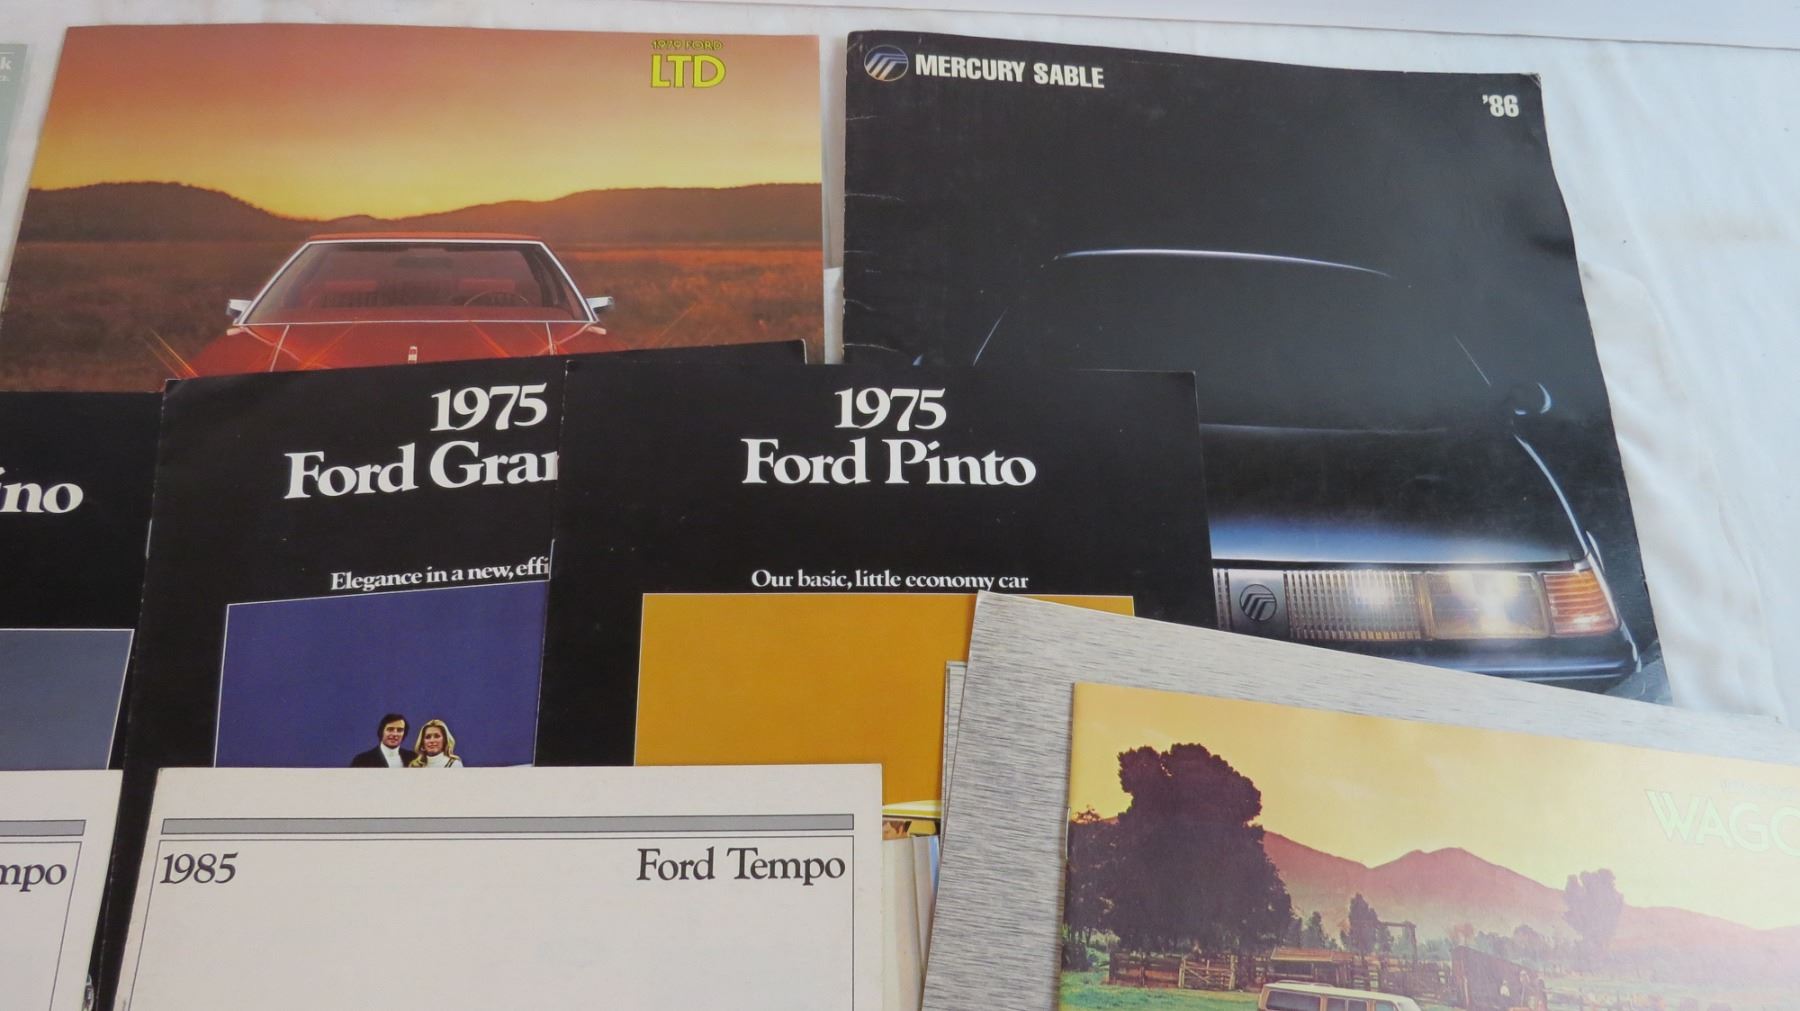 1979 FORD
LTD
MERCURY SABLE
'86
1975
Ford Gran
1975
Ford Pinto
ino
Elegance in a new, effi
Our basic, little economy car
WAGO
mpo
1985
Ford Tempo